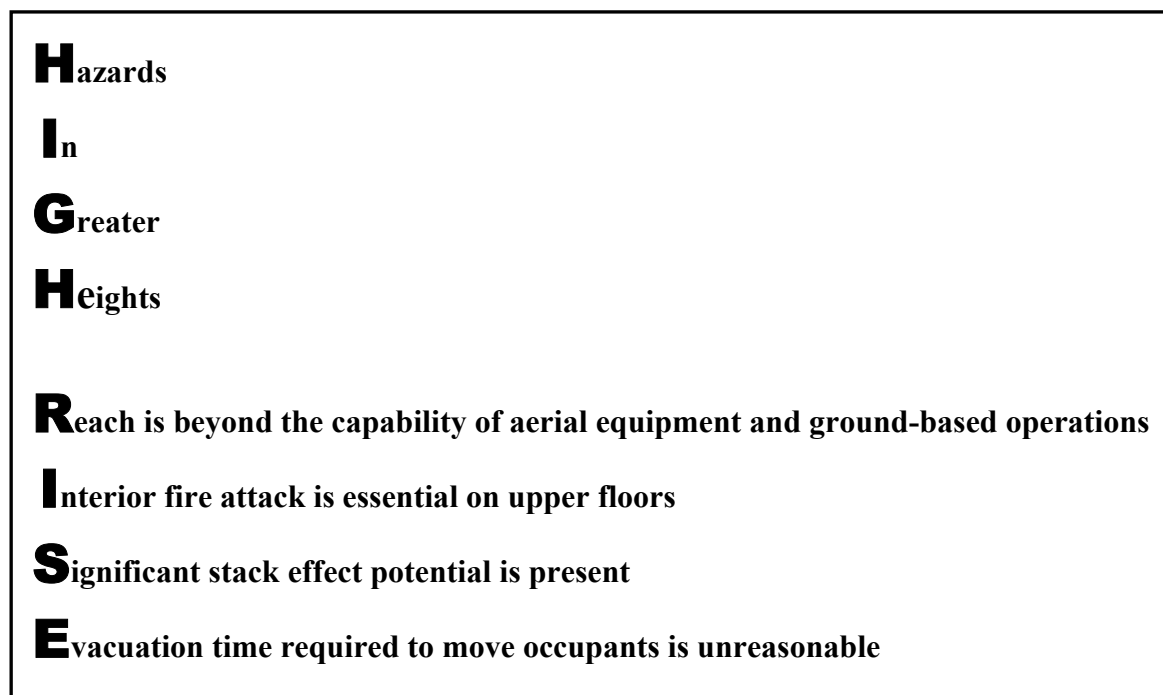 Hazards
In
Greater
Heights
Reach is beyond the capability of aerial equipment and ground-based operations
Interior fire attack is essential on upper floors
Significant stack effect potential is present
Evacuation time required to move occupants is unreasonable